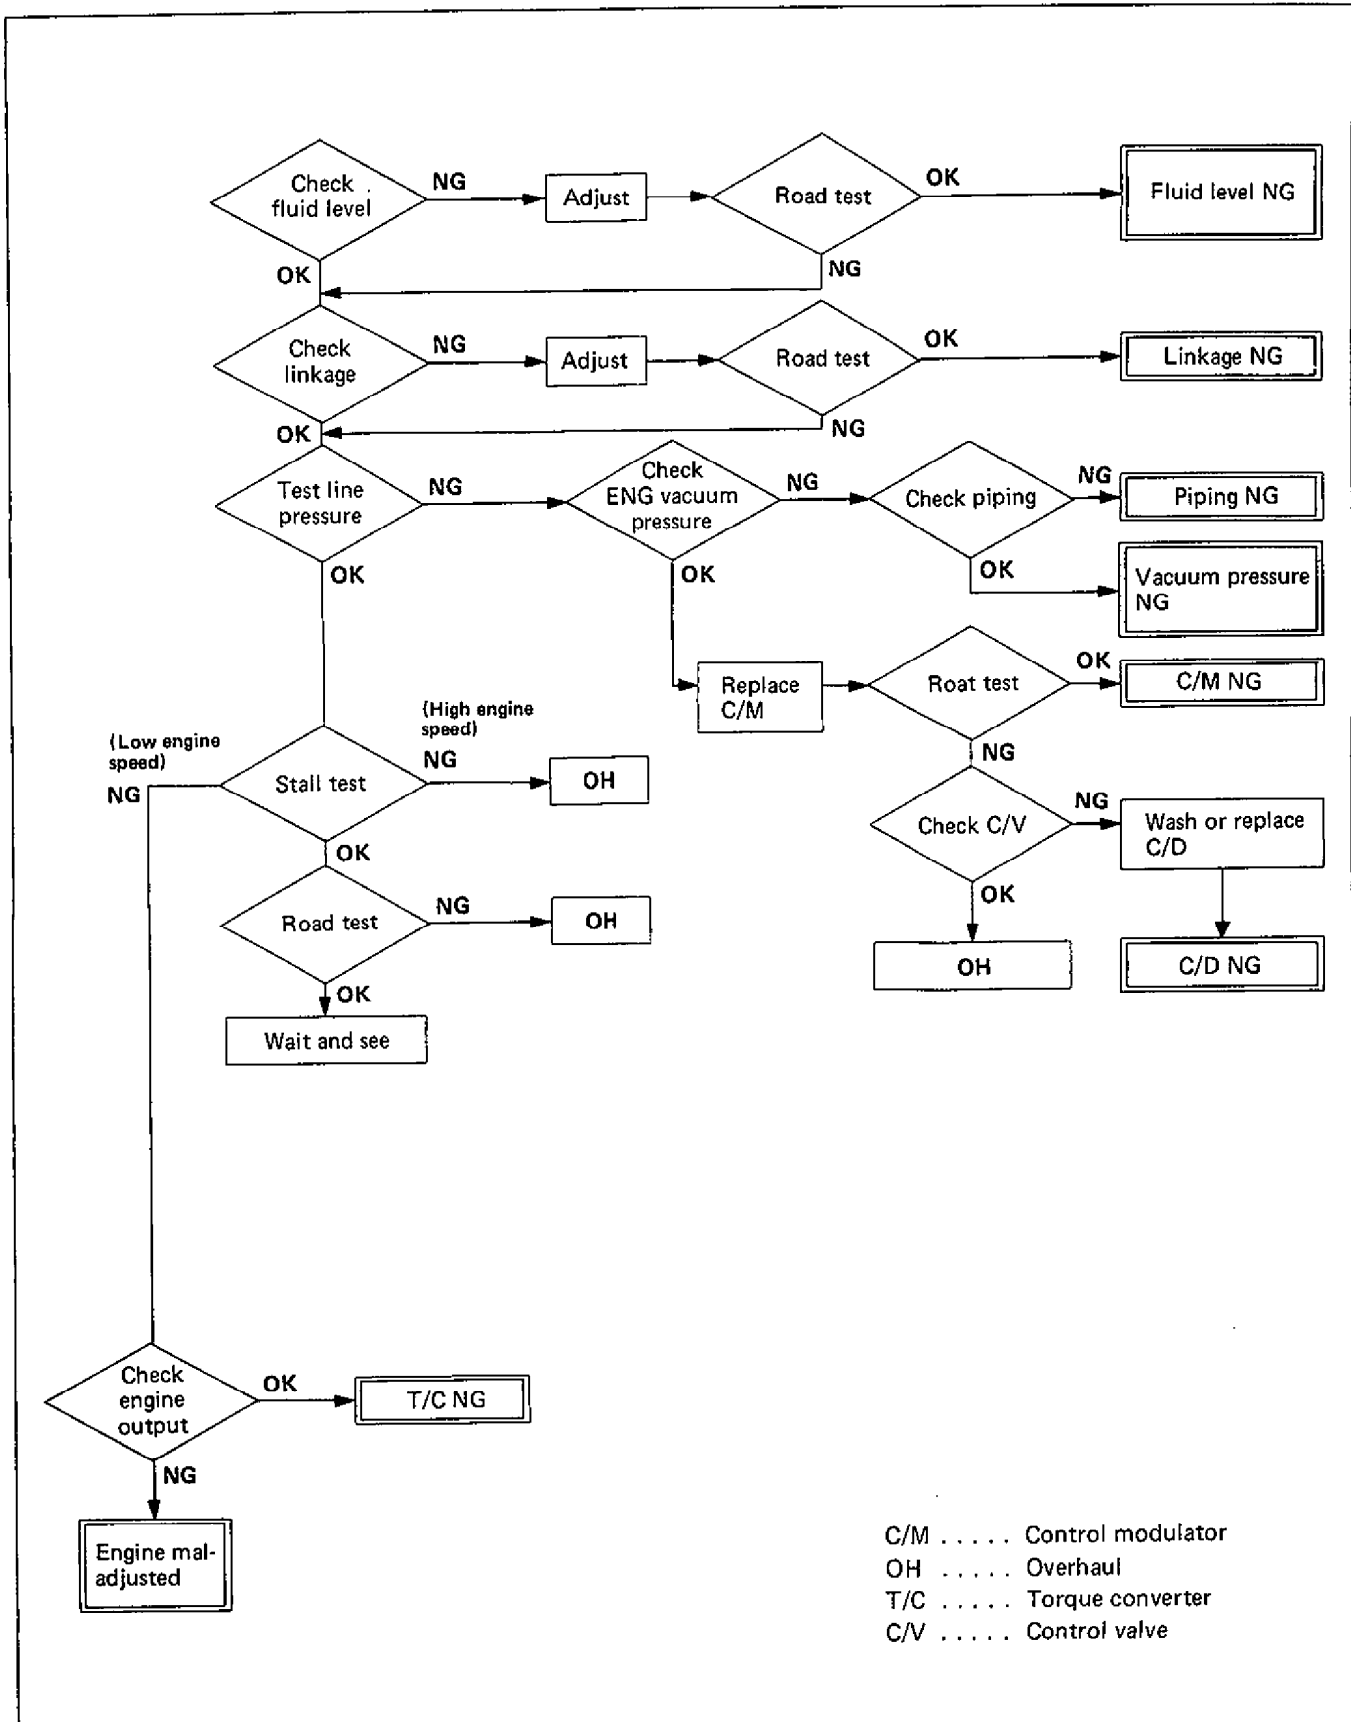 Check
fluid level
NG
Adjust
Road test
OK
Fluid level NG
OK
NG
Check
linkage
NG
Adjust
Road test
OK
Linkage NG
OK
NG
Test line
pressure
NG
Check
ENG vacuum
pressure
NG
Check piping
NG
Piping NG
OK
OK
OK
Vacuum pressure
NG
Replace
C/M
Roat test
OK
C/M NG
NG
(Low engine
speed)
NG
Stall test
(High engine
speed)
NG
OH
OK
Check C/V
NG
Wash or replace
C/D
OK
Road test
NG
OH
OH
C/D NG
OK
Wait and see
Check
engine
output
OK
T/C NG
NG
Engine mal-
adjusted
C/M ..... Control modulator
OH ..... Overhaul
T/C ..... Torque converter
C/V ..... Control valve